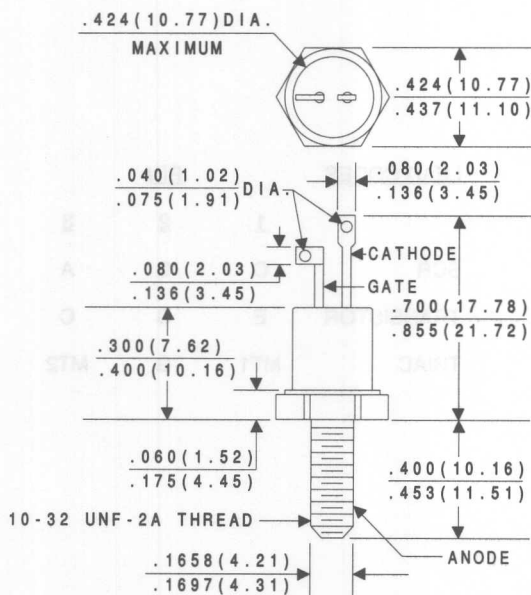 .424(10.77)DIA.
MAXIMUM
.424(10.77)
.437(11.10)
.040(1.02)
.075(1.91)
DIA.
.080(2.03)
.136(3.45)
CATHODE
GATE
.080(2.03)
.136(3.45)
.700(17.78)
.855(21.72)
.300(7.62)
.400(10.16)
.060(1.52)
.175(4.45)
.400(10.16)
.453(11.51)
10-32 UNF-2A THREAD
ANODE
.1658(4.21)
.1697(4.31)